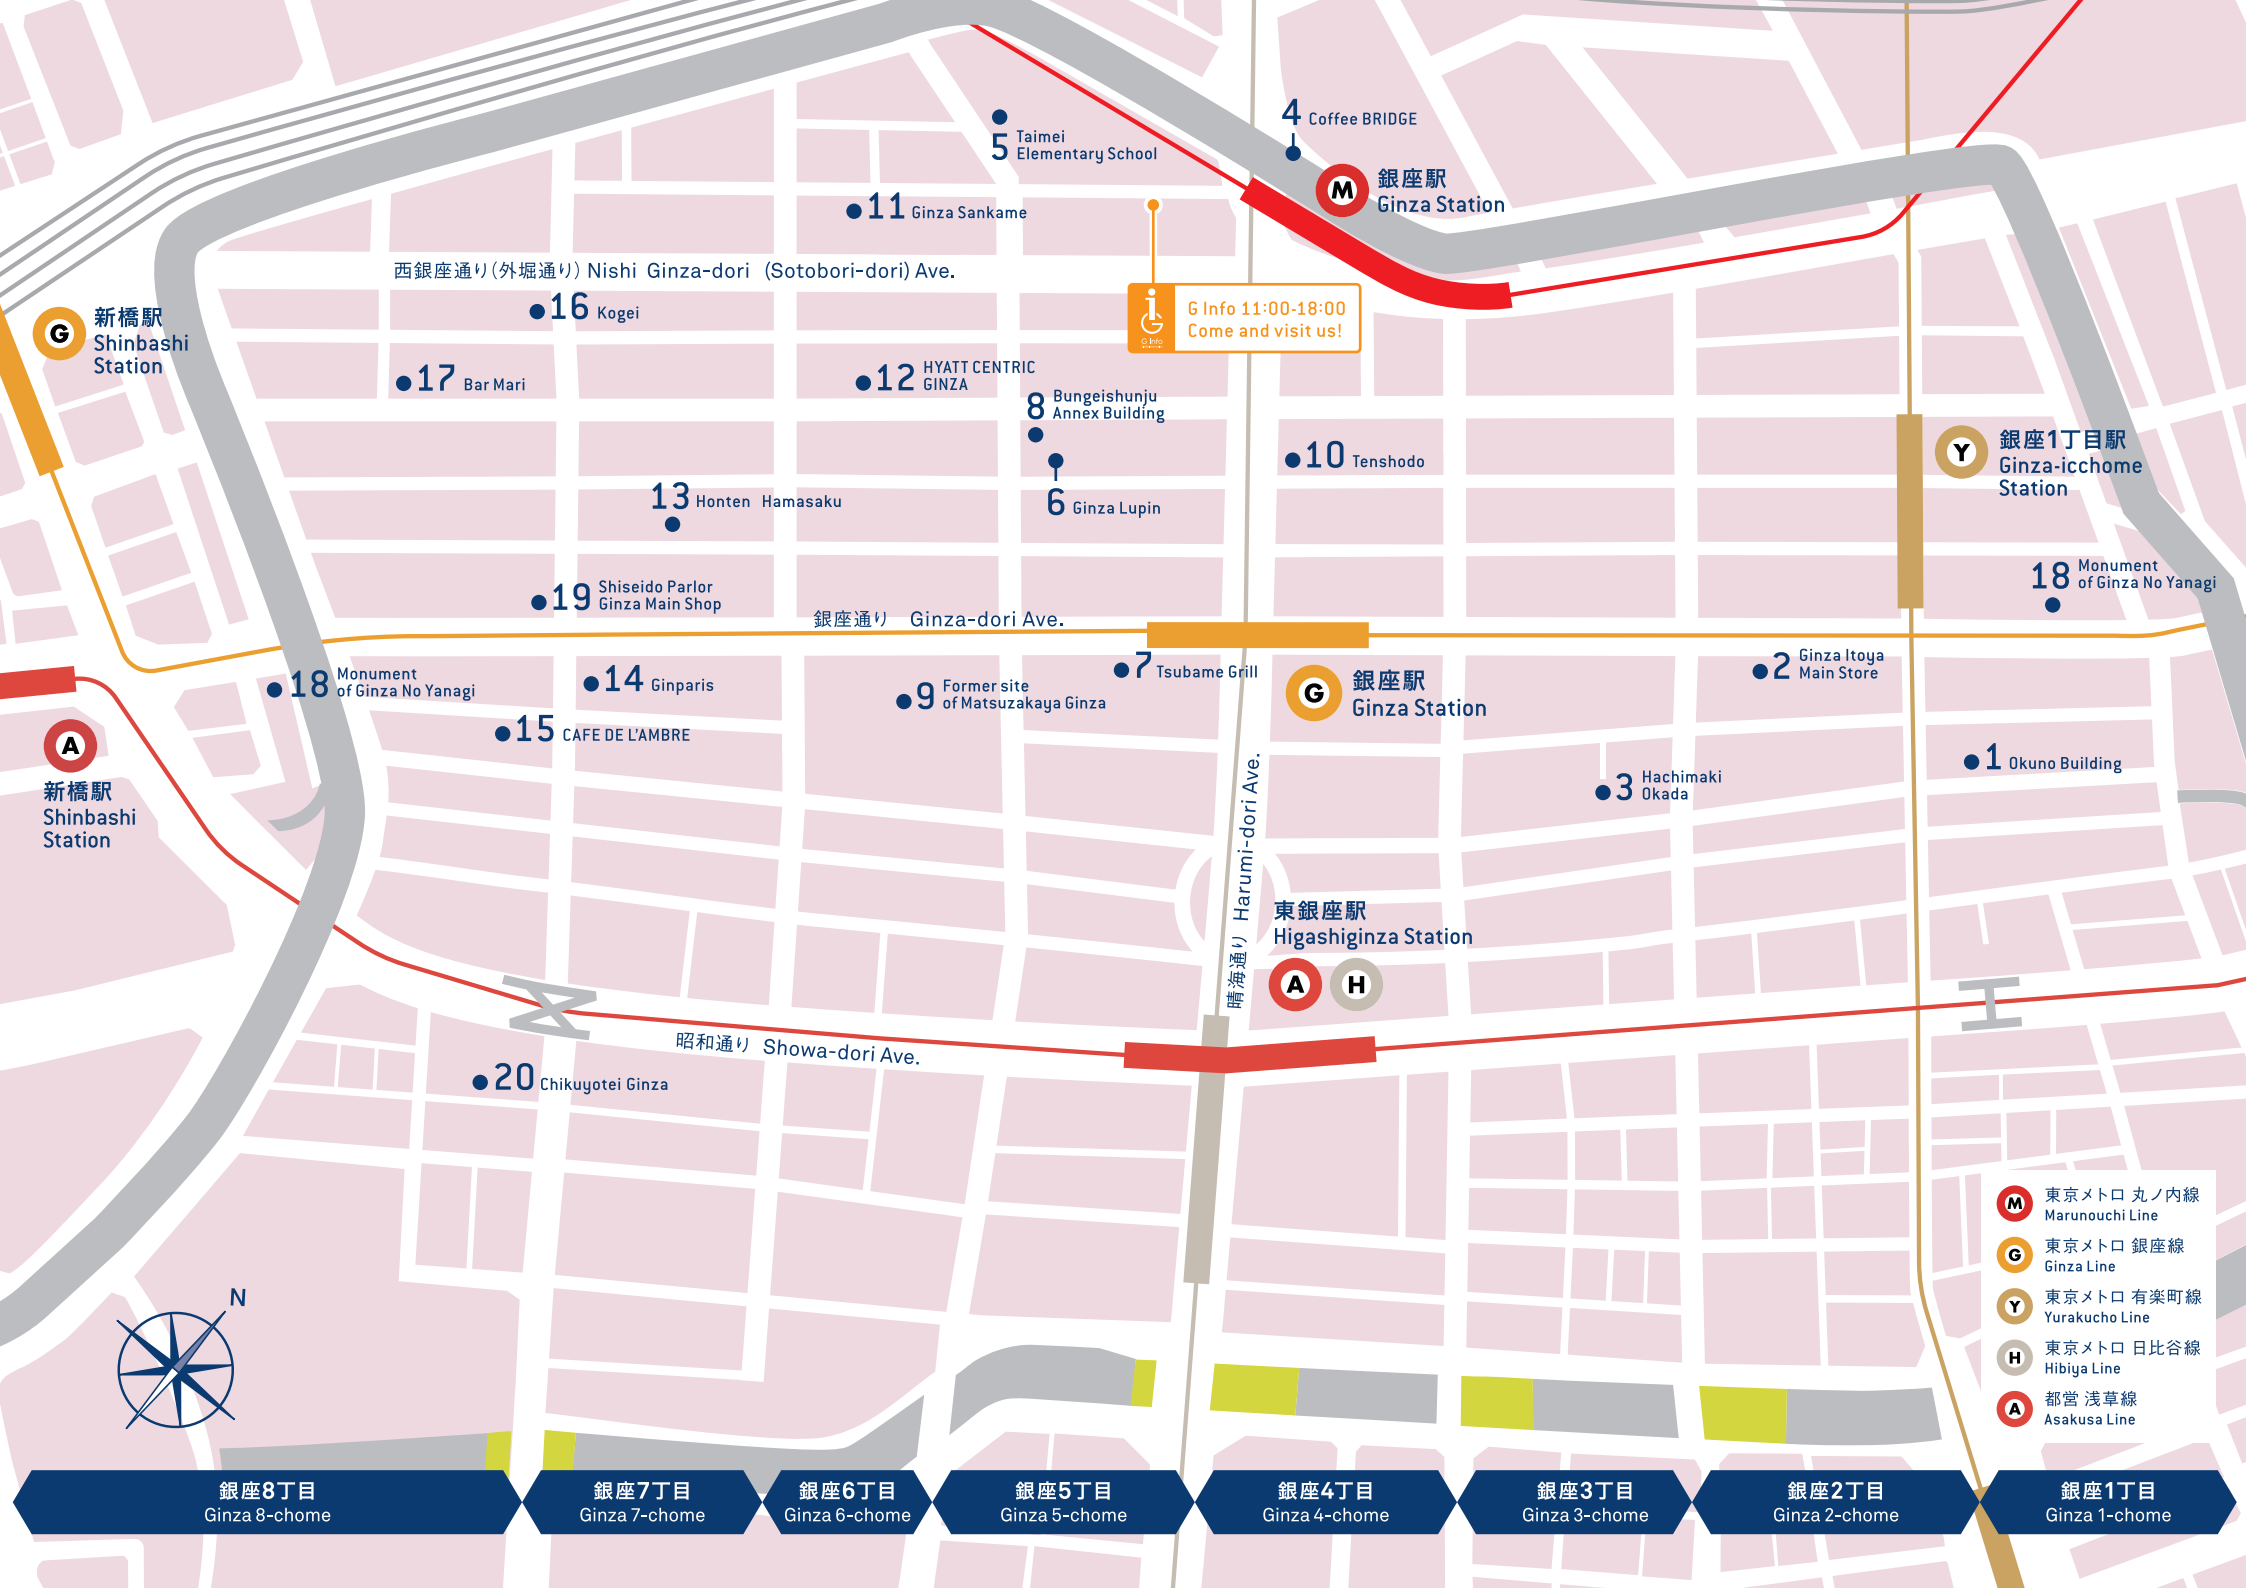 4 Coffee BRIDGE
5 Taimei
Elementary School
M 銀座駅
Ginza Station
11 Ginza Sankame
西銀座通り(外堀通り) Nishi Ginza-dori (Sotobori-dori) Ave.
16 Kogei
G Info 11:00-18:00
Come and visit us!
G Info
G 新橋駅
Shinbashi
Station
17 Bar Mari
12 HYATT CENTRIC
GINZA
8 Bungeishunju
Annex Building
10 Tenshodo
Y 銀座1丁目駅
Ginza-icchome
Station
13 Honten Hamasaku
6 Ginza Lupin
19 Shiseido Parlor
Ginza Main Shop
18 Monument
of Ginza No Yanagi
銀座通り Ginza-dori Ave.
18 Monument
of Ginza No Yanagi
14 Ginparis
9 Former site
of Matsuzakaya Ginza
7 Tsubame Grill
G 銀座駅
Ginza Station
2 Ginza Itoya
Main Store
15 CAFE DE L'AMBRE
1 Okuno Building
3 Hachimaki
Okada
A
新橋駅
Shinbashi
Station
晴海通り Harumi-dori Ave.
東銀座駅
Higashiginza Station
A H
昭和通り Showa-dori Ave.
20 Chikuyotei Ginza
N
M 東京メトロ 丸ノ内線
Marunouchi Line
G 東京メトロ 銀座線
Ginza Line
Y 東京メトロ 有楽町線
Yurakucho Line
H 東京メトロ 日比谷線
Hibiya Line
A 都営 浅草線
Asakusa Line
銀座8丁目
Ginza 8-chome
銀座7丁目
Ginza 7-chome
銀座6丁目
Ginza 6-chome
銀座5丁目
Ginza 5-chome
銀座4丁目
Ginza 4-chome
銀座3丁目
Ginza 3-chome
銀座2丁目
Ginza 2-chome
銀座1丁目
Ginza 1-chome